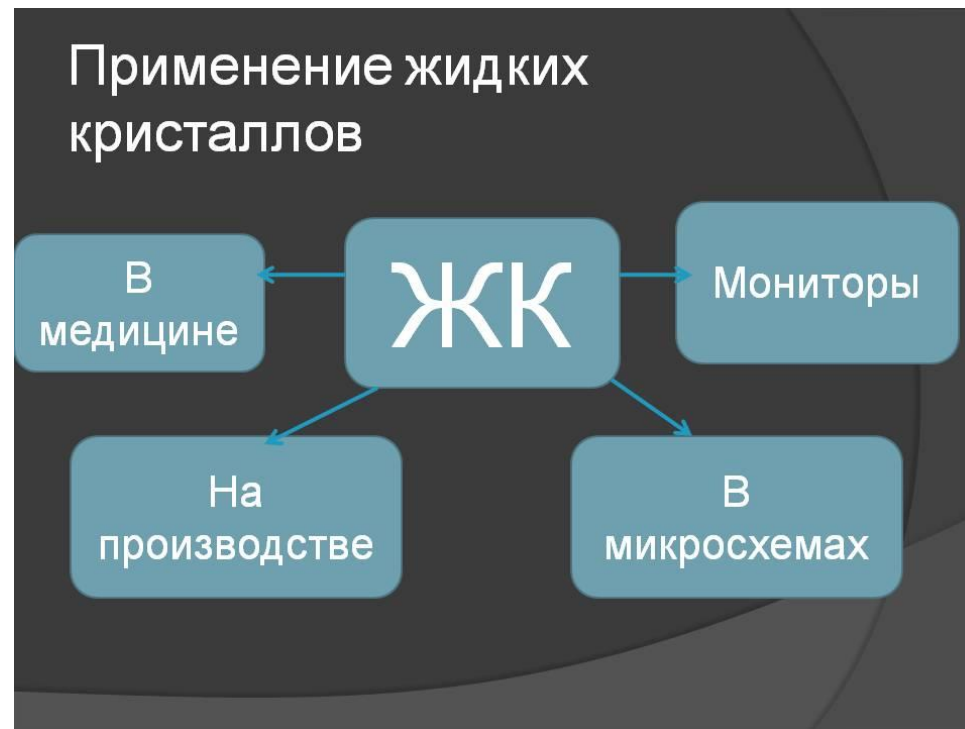 Применение жидких
кристаллов
В
медицине
ЖК
Мониторы
На
производстве
В
микросхемах